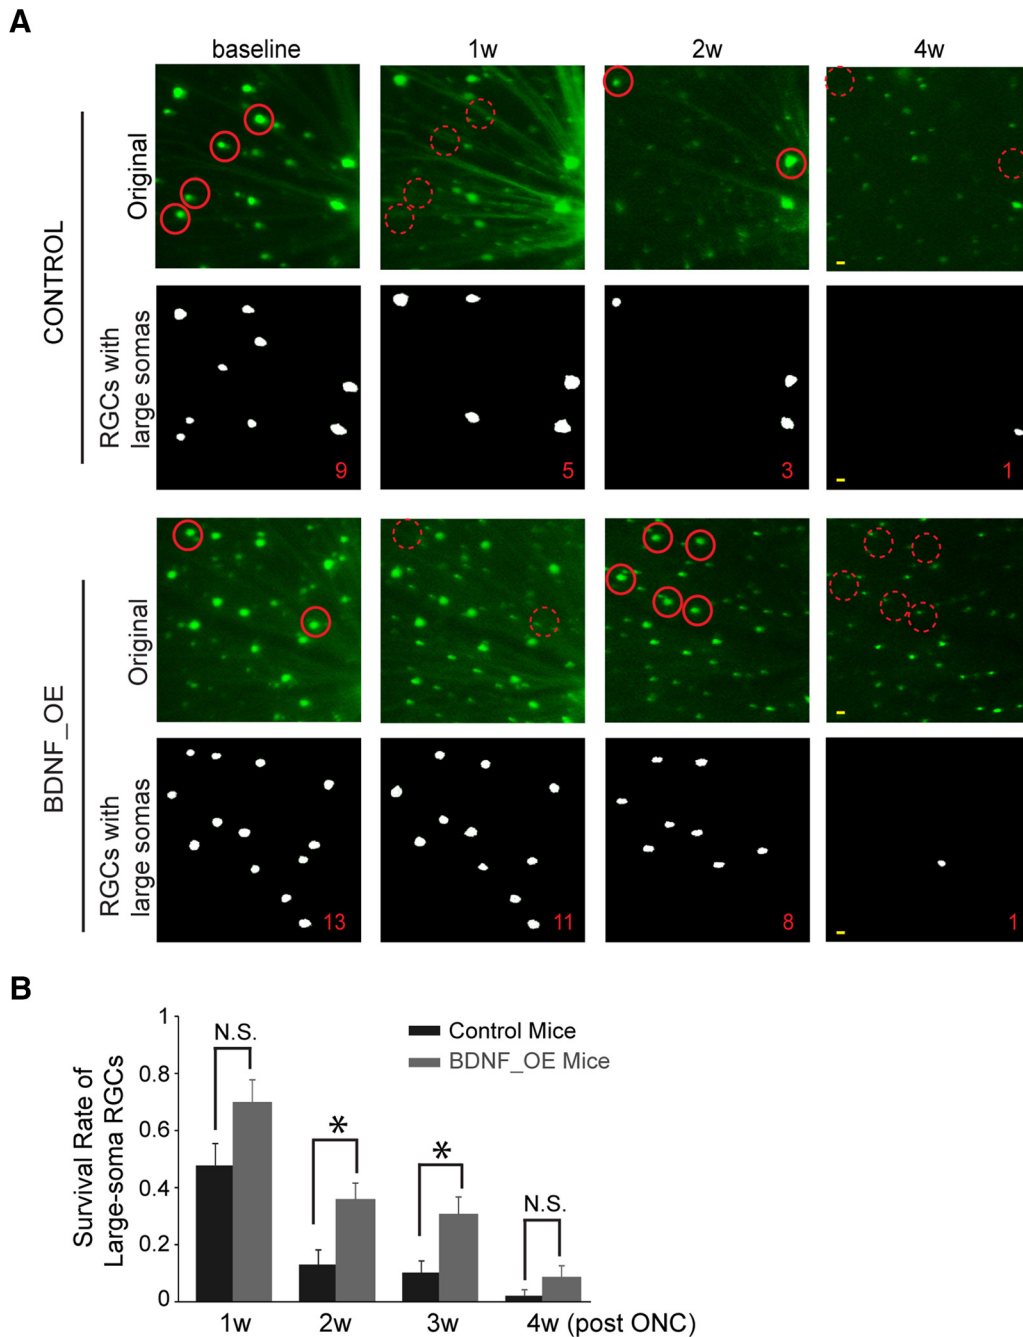 A
baseline
1w
2w
4w
CONTROL
Original
RGCs with
large somas
9
5
3
1
BDNF_OE
Original
RGCs with
large somas
13
11
8
1
B
Survival Rate of
Large-soma RGCs
1
0.8
0.6
0.4
0.2
0
N.S.
*
*
N.S.
Control Mice
BDNF_OE Mice
1w
2w
3w
4w (post ONC)